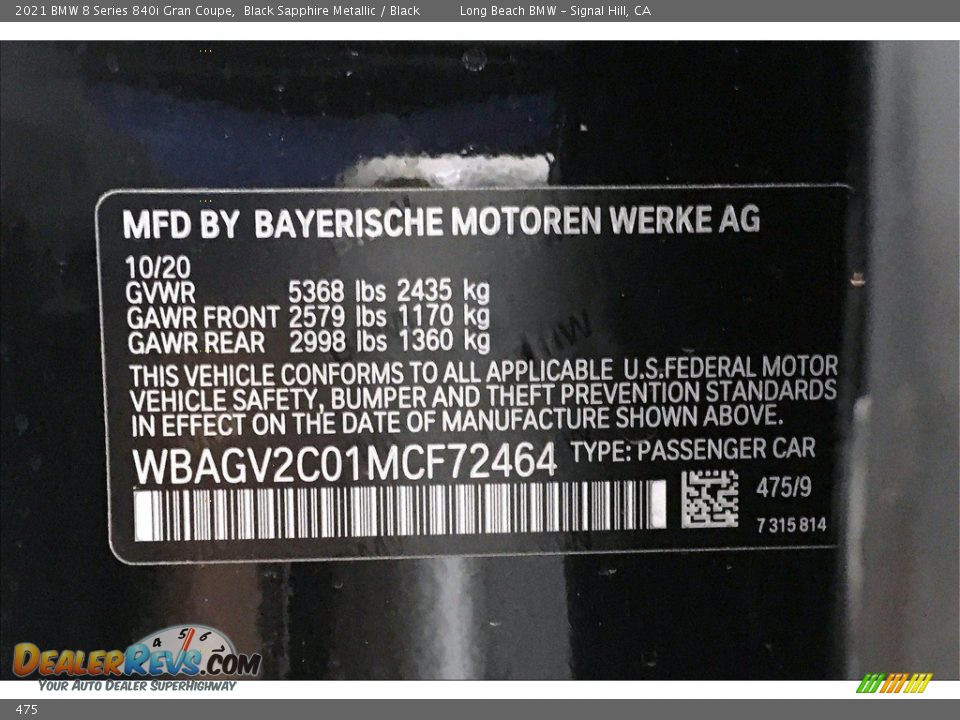 2021 BMW 8 Series 840i Gran Coupe, Black Sapphire Metallic / Black Long Beach BMW - Signal Hill, CA
MFD BY BAYERISCHE MOTOREN WERKE AG
10/20
GVWR 5368 lbs 2435 kg
GAWR FRONT 2579 lbs 1170 kg
GAWR REAR 2998 lbs 1360 kg
THIS VEHICLE CONFORMS TO ALL APPLICABLE U.S.FEDERAL MOTOR
VEHICLE SAFETY, BUMPER AND THEFT PREVENTION STANDARDS
IN EFFECT ON THE DATE OF MANUFACTURE SHOWN ABOVE.
WBAGV2C01MCF72464 TYPE: PASSENGER CAR
475/9
7 315 814
4 5 6
DEALERREVS.COM
YOUR AUTO DEALER SUPERHIGHWAY
475